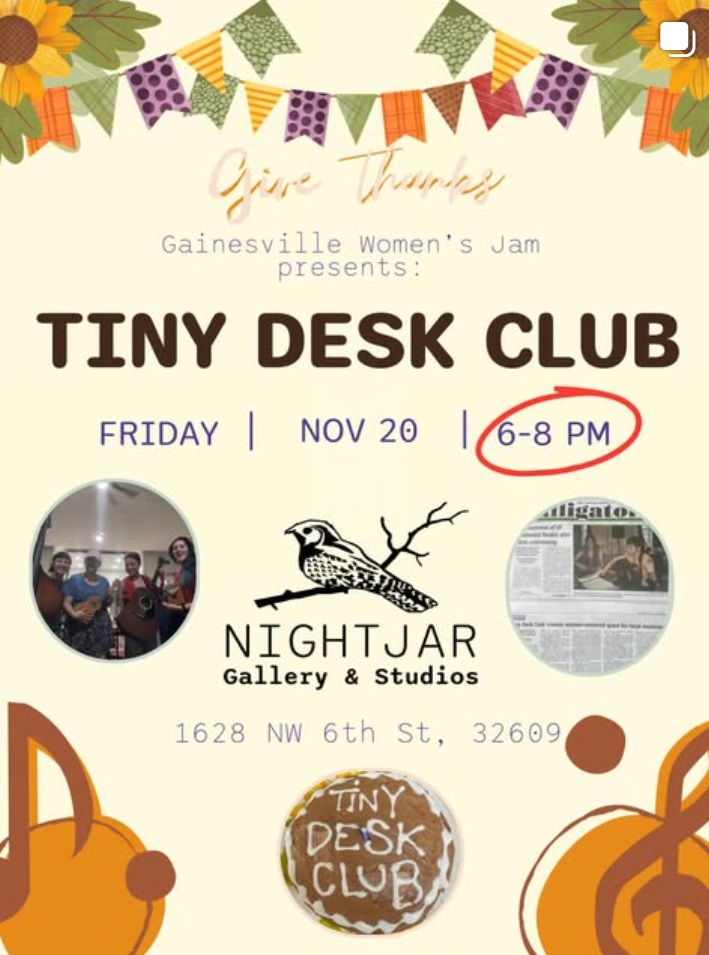 Give Thanks
Gainesville Women's Jam
presents:
TINY DESK CLUB
FRIDAY | NOV 20 | 6-8 PM
lligator
NIGHTJAR
Gallery & Studios
1628 NW 6th St, 32609
TINY
DESK
CLUB